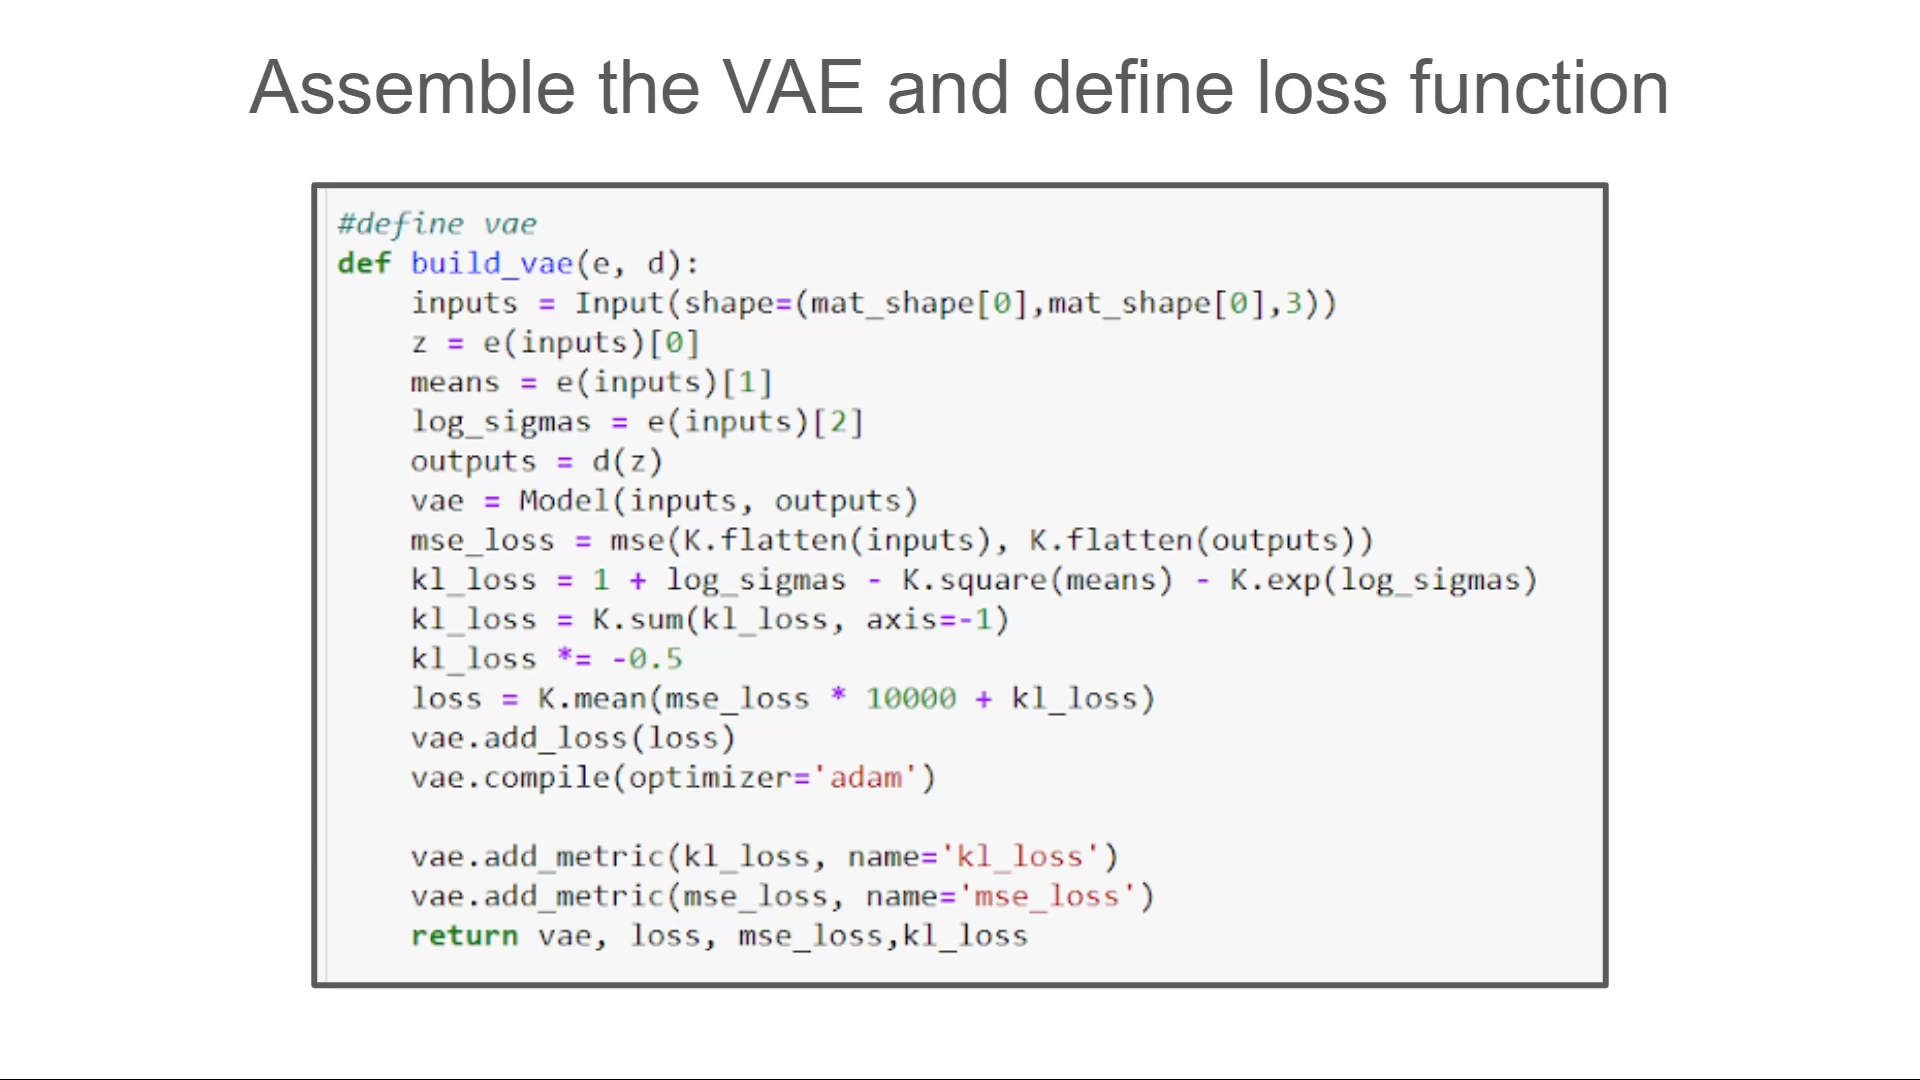 Assemble the VAE and define loss function
#define vae
def build_vae(e, d):
    inputs = Input(shape=(mat_shape[0],mat_shape[0],3))
    z = e(inputs)[0]
    means = e(inputs)[1]
    log_sigmas = e(inputs)[2]
    outputs = d(z)
    vae = Model(inputs, outputs)
    mse_loss = mse(K.flatten(inputs), K.flatten(outputs))
    kl_loss = 1 + log_sigmas - K.square(means) - K.exp(log_sigmas)
    kl_loss = K.sum(kl_loss, axis=-1)
    kl_loss *= -0.5
    loss = K.mean(mse_loss * 10000 + kl_loss)
    vae.add_loss(loss)
    vae.compile(optimizer='adam')
    vae.add_metric(kl_loss, name='kl_loss')
    vae.add_metric(mse_loss, name='mse_loss')
    return vae, loss, mse_loss,kl_loss